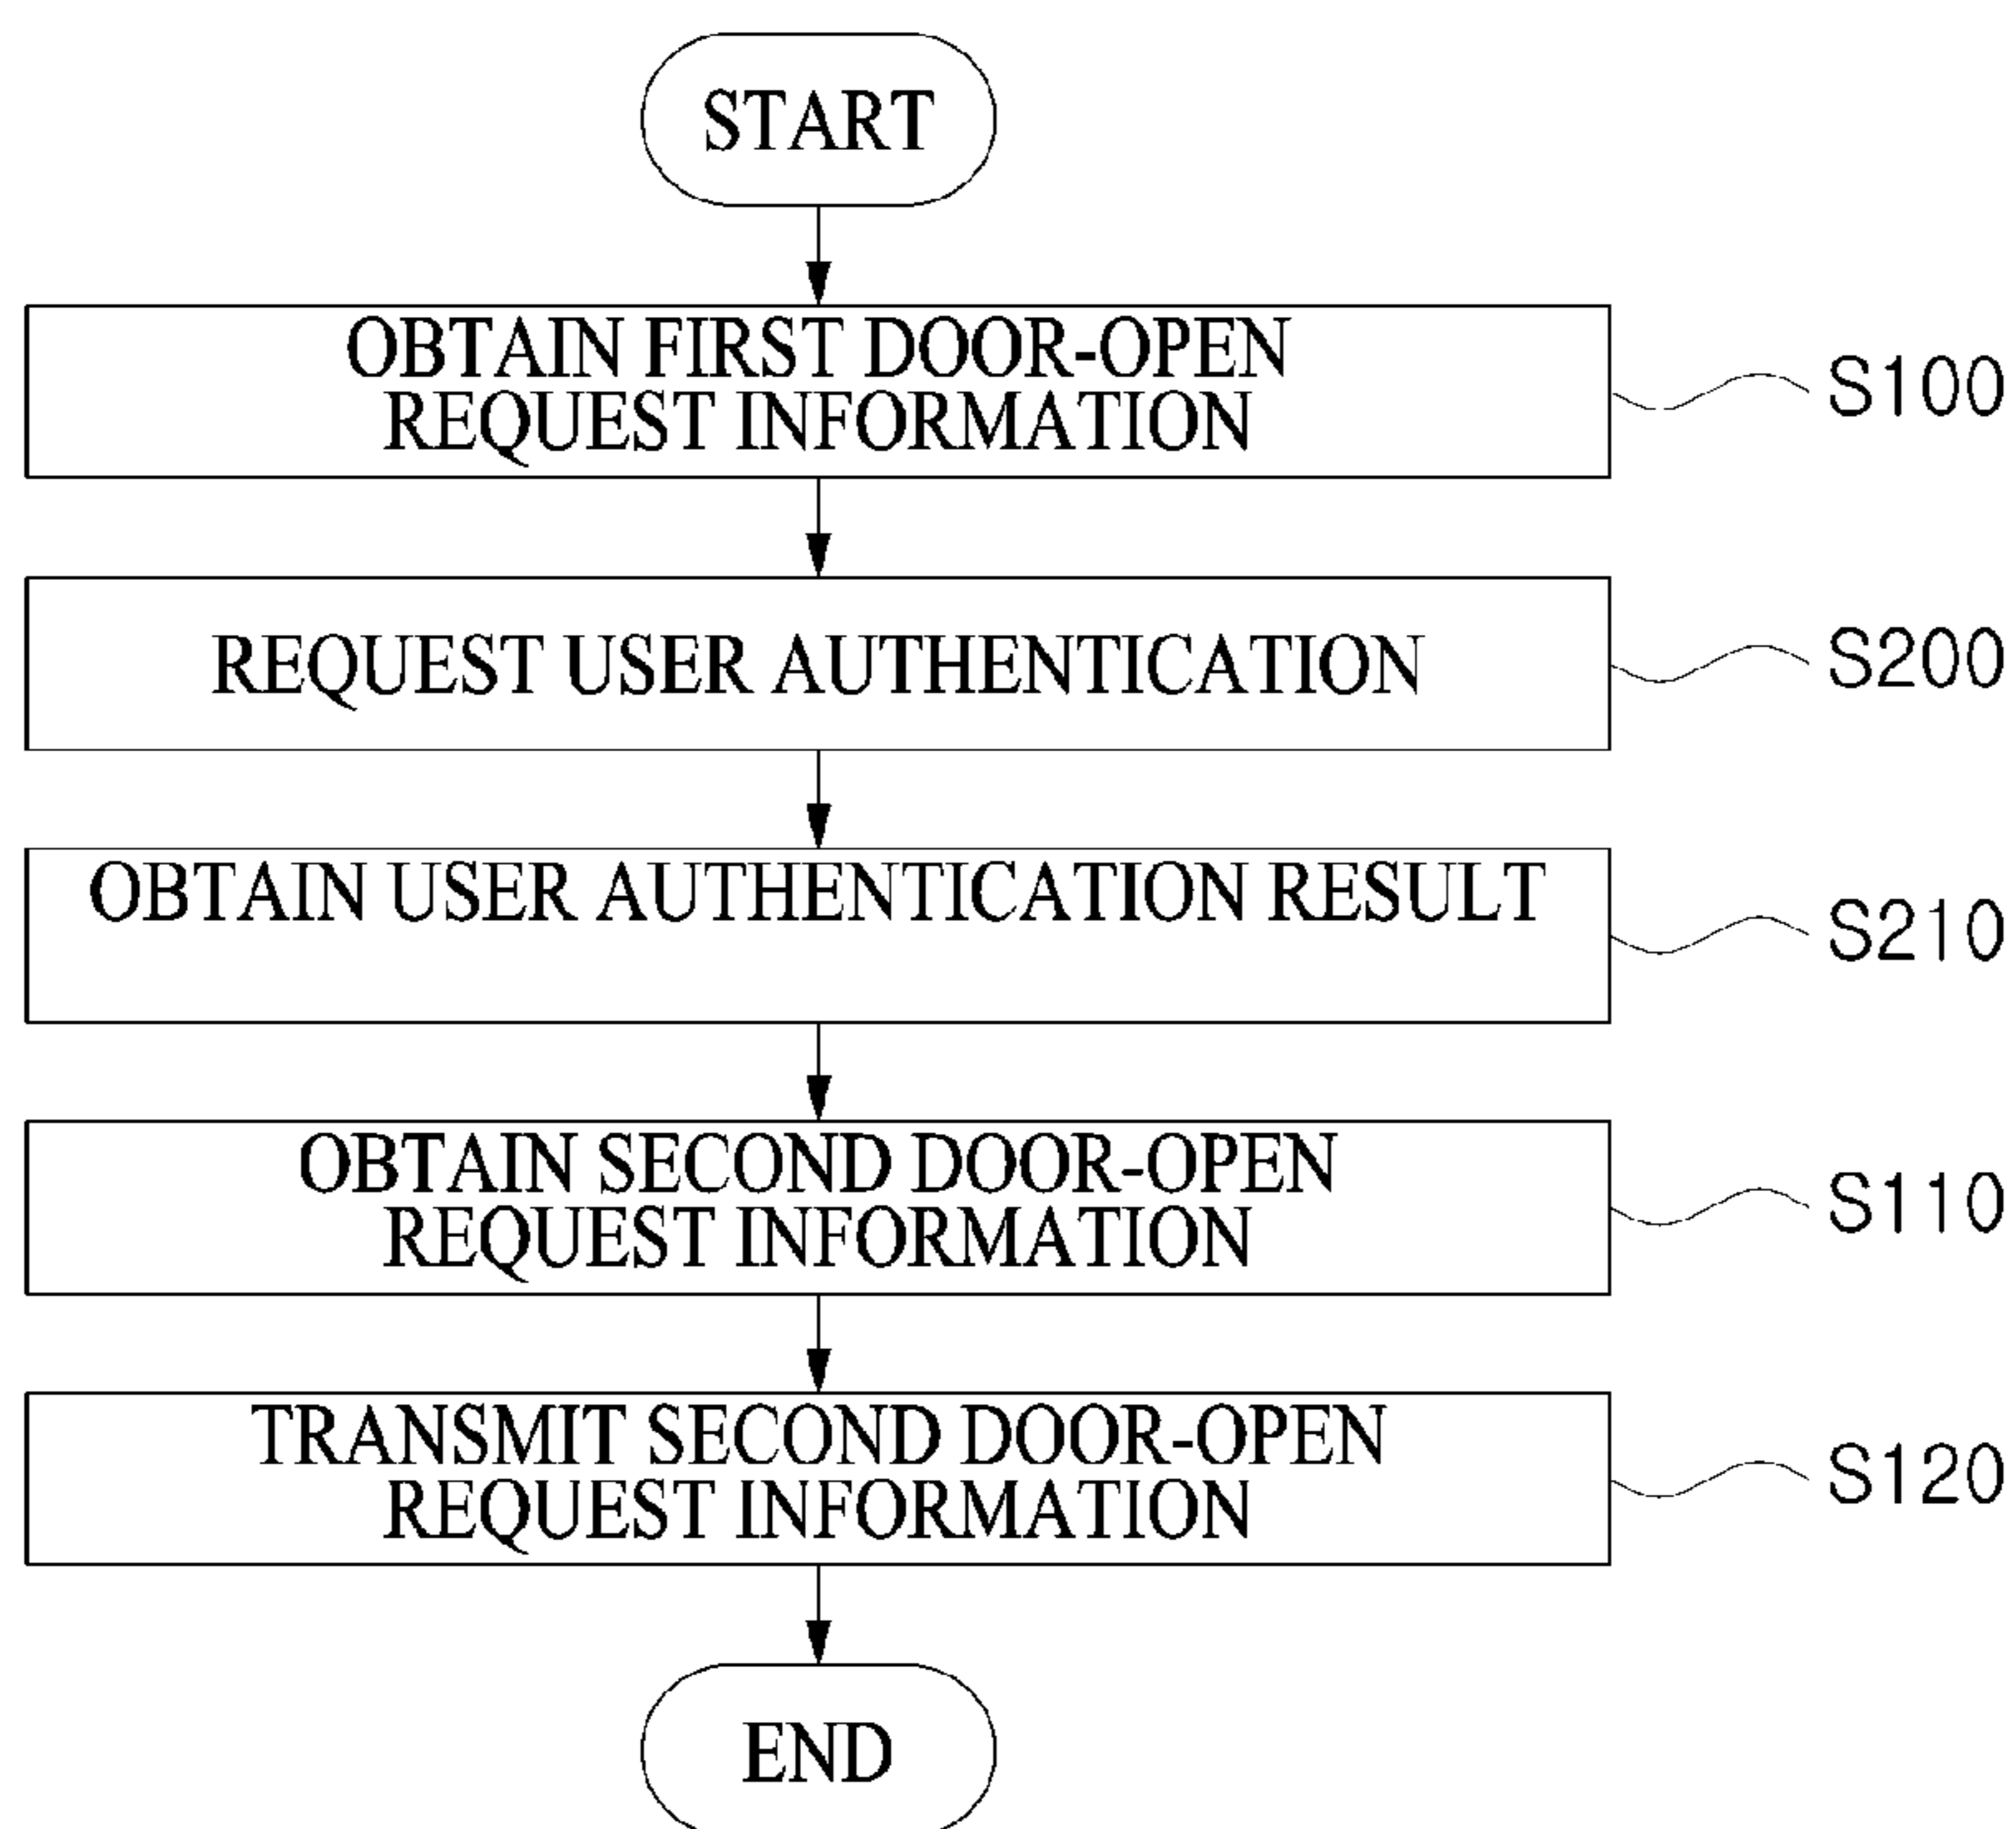 START
OBTAIN FIRST DOOR-OPEN
REQUEST INFORMATION
S100
REQUEST USER AUTHENTICATION
S200
OBTAIN USER AUTHENTICATION RESULT
S210
OBTAIN SECOND DOOR-OPEN
REQUEST INFORMATION
S110
TRANSMIT SECOND DOOR-OPEN
REQUEST INFORMATION
S120
END